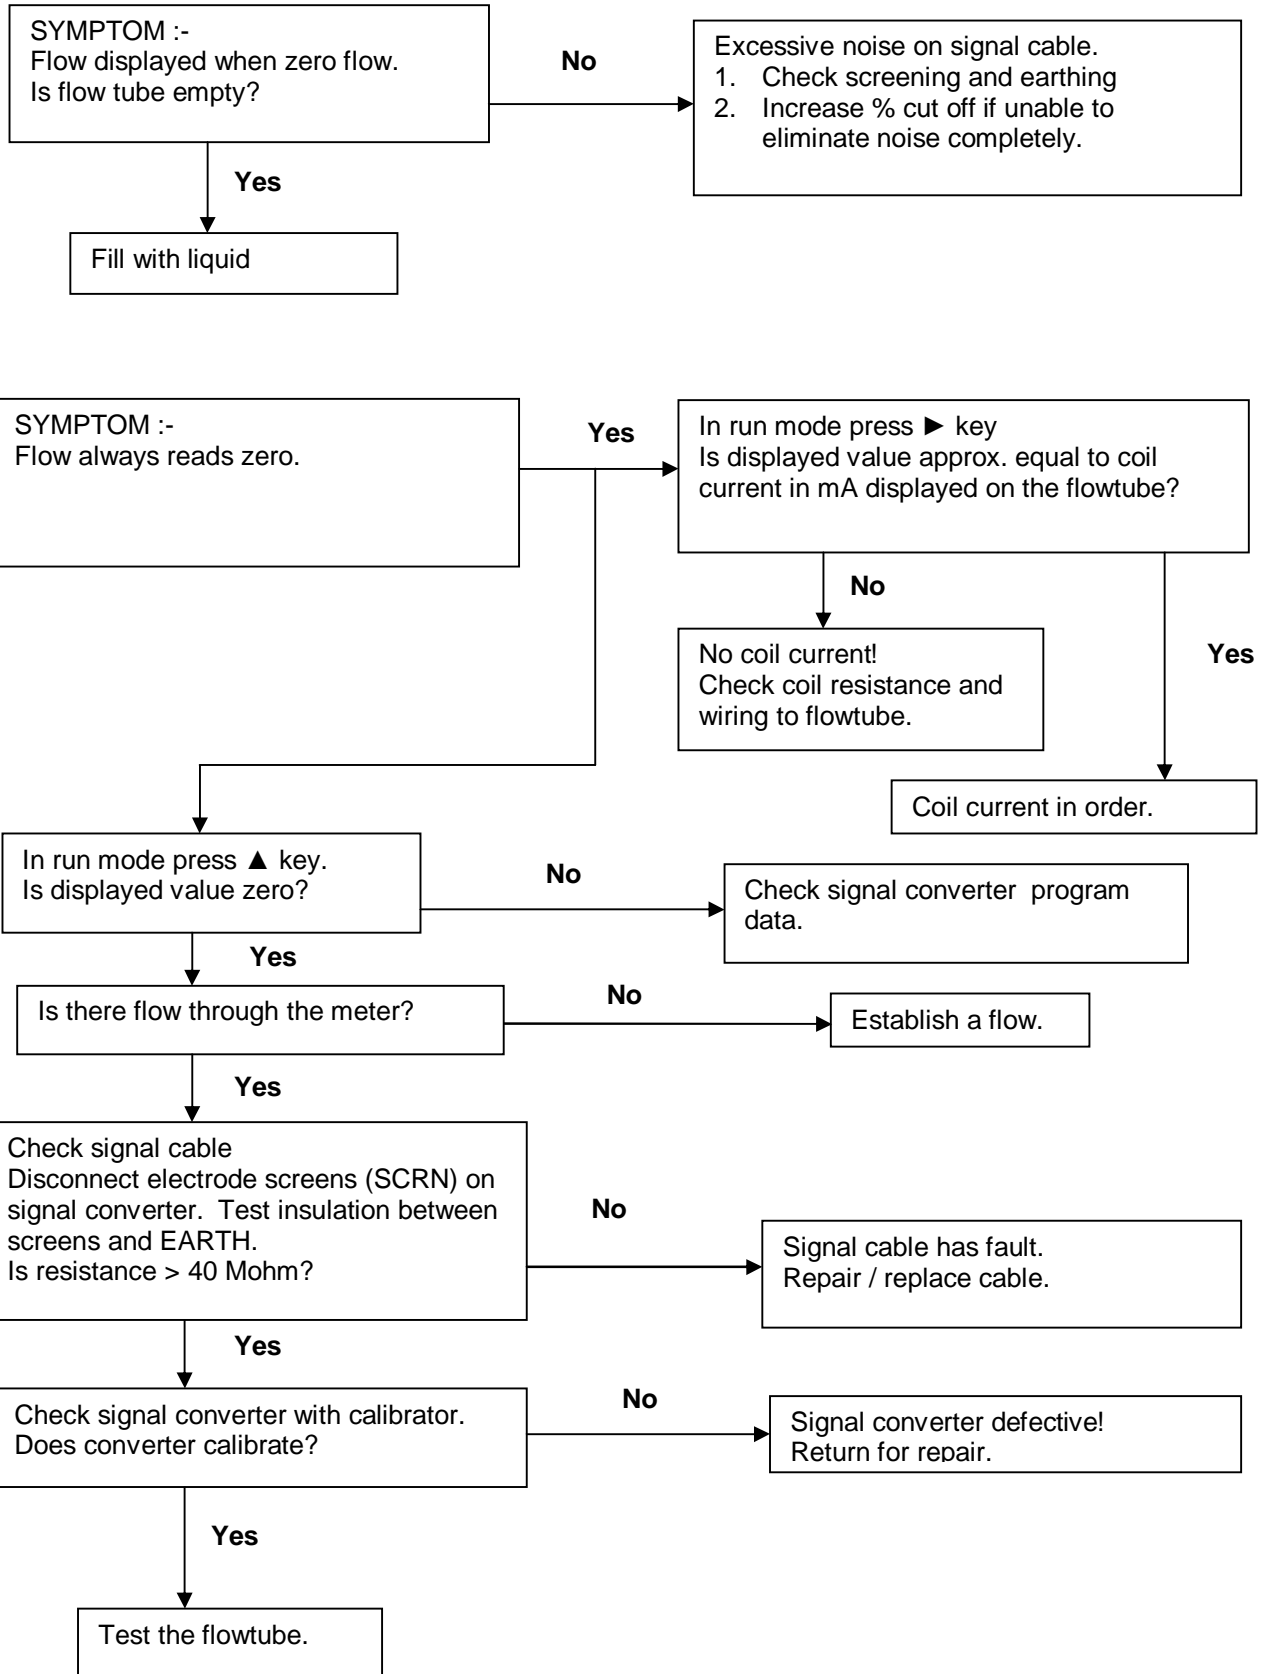 SYMPTOM :-
Flow displayed when zero flow.
Is flow tube empty?
No
Excessive noise on signal cable.
1. Check screening and earthing
2. Increase % cut off if unable to
eliminate noise completely.
Yes
Fill with liquid
SYMPTOM :-
Flow always reads zero.
Yes
In run mode press ► key
Is displayed value approx. equal to coil
current in mA displayed on the flowtube?
No
No coil current!
Check coil resistance and
wiring to flowtube.
Yes
Coil current in order.
In run mode press ▲ key.
Is displayed value zero?
No
Check signal converter  program
data.
Yes
Is there flow through the meter?
No
Establish a flow.
Yes
Check signal cable
Disconnect electrode screens (SCRN) on
signal converter.  Test insulation between
screens and EARTH.
Is resistance > 40 Mohm?
No
Signal cable has fault.
Repair / replace cable.
Yes
Check signal converter with calibrator.
Does converter calibrate?
No
Signal converter defective!
Return for repair.
Yes
Test the flowtube.